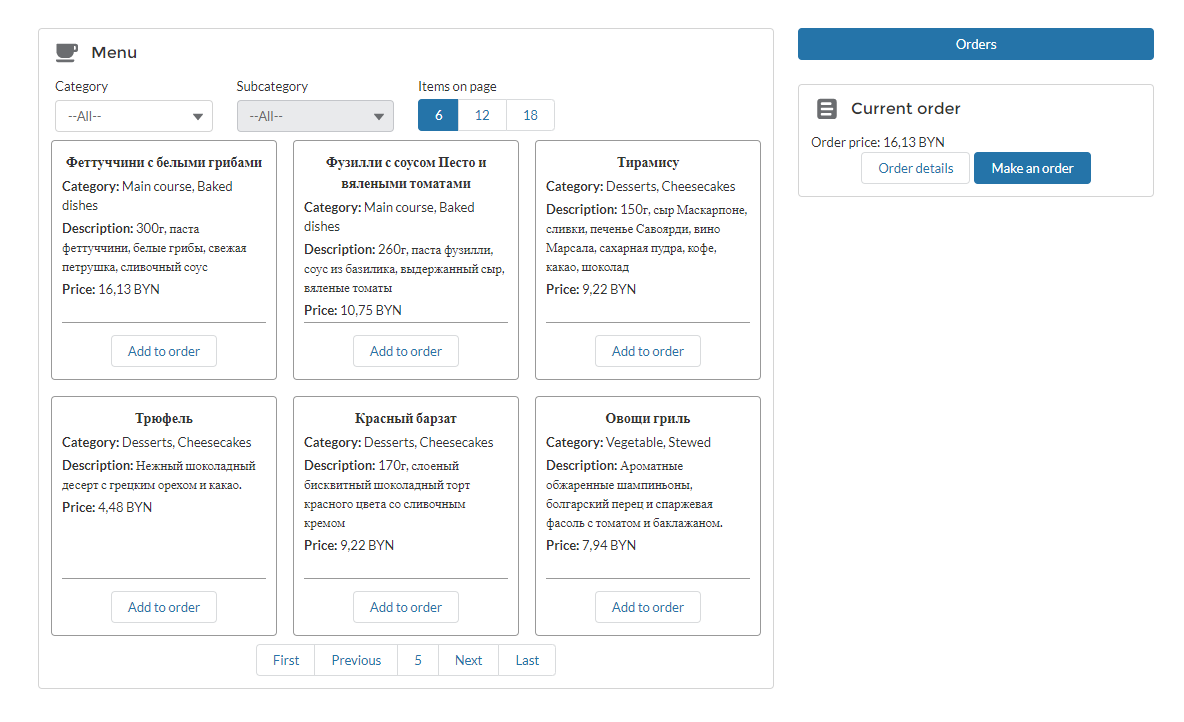 Menu
Category
Subcategory
Items on page
--All--
--All--
6
12
18
Феттуччини с белыми грибами
Category: Main course, Baked
dishes
Description: 300г, паста
феттуччини, белые грибы, свежая
петрушка, сливочный соус
Price: 16,13 BYN
Add to order
Фузилли с соусом Песто и
вялеными томатами
Category: Main course, Baked
dishes
Description: 260г, паста фузилли,
соус из базилика, выдержанный сыр,
вяленые томаты
Price: 10,75 BYN
Add to order
Тирамису
Category: Desserts, Cheesecakes
Description: 150г, сыр Маскарпоне,
сливки, печенье Савоярди, вино
Марсала, сахарная пудра, кофе,
какао, шоколад
Price: 9,22 BYN
Add to order
Трюфель
Category: Desserts, Cheesecakes
Description: Нежный шоколадный
десерт с грецким орехом и какао.
Price: 4,48 BYN
Add to order
Красный барзат
Category: Desserts, Cheesecakes
Description: 170г, слоеный
бисквитный шоколадный торт
красного цвета со сливочным
кремом
Price: 9,22 BYN
Add to order
Овощи гриль
Category: Vegetable, Stewed
Description: Ароматные
обжаренные шампиньоны,
болгарский перец и спаржевая
фасоль с томатом и баклажаном.
Price: 7,94 BYN
Add to order
First
Previous
5
Next
Last
Orders
Current order
Order price: 16,13 BYN
Order details
Make an order